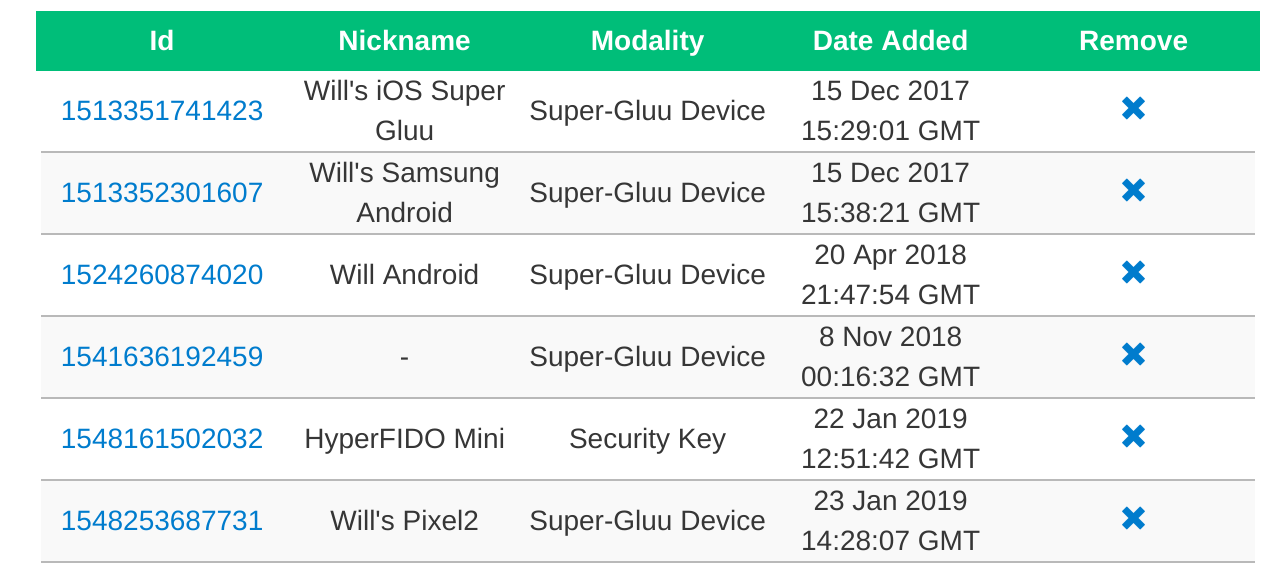 Id Nickname Modality Date Added Remove
1513351741423 Will's iOS Super Gluu Super-Gluu Device 15 Dec 2017 15:29:01 GMT ✖
1513352301607 Will's Samsung Android Super-Gluu Device 15 Dec 2017 15:38:21 GMT ✖
1524260874020 Will Android Super-Gluu Device 20 Apr 2018 21:47:54 GMT ✖
1541636192459 - Super-Gluu Device 8 Nov 2018 00:16:32 GMT ✖
1548161502032 HyperFIDO Mini Security Key 22 Jan 2019 12:51:42 GMT ✖
1548253687731 Will's Pixel2 Super-Gluu Device 23 Jan 2019 14:28:07 GMT ✖